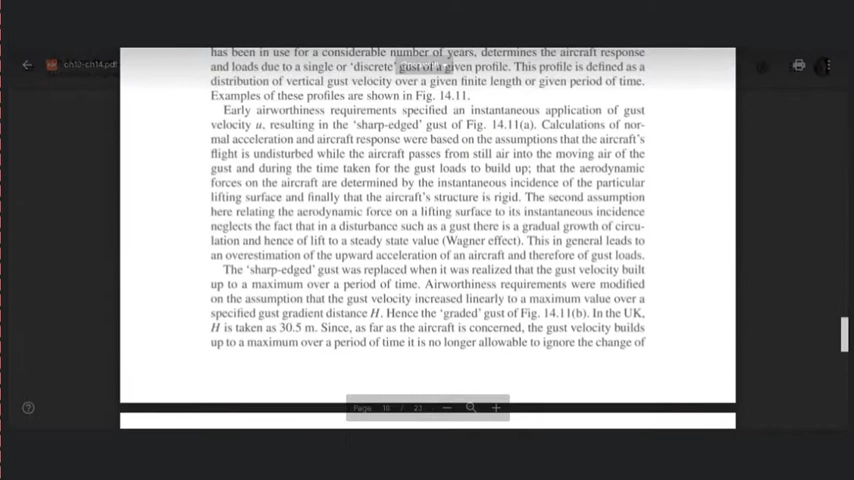 has been in use for a considerable number of years, determines the aircraft response
ch12-ch14.pdf
and loads due to a single or 'discrete' gust of a given profile. This profile is defined as a
distribution of vertical gust velocity over a given finite length or given period of time.
Examples of these profiles are shown in Fig. 14.11.
Early airworthiness requirements specified an instantaneous application of gust
velocity u, resulting in the 'sharp-edged' gust of Fig. 14.11(a). Calculations of nor-
mal acceleration and aircraft response were based on the assumptions that the aircraft's
flight is undisturbed while the aircraft passes from still air into the moving air of the
gust and during the time taken for the gust loads to build up; that the aerodynamic
forces on the aircraft are determined by the instantaneous incidence of the particular
lifting surface and finally that the aircraft's structure is rigid. The second assumption
here relating the aerodynamic force on a lifting surface to its instantaneous incidence
neglects the fact that in a disturbance such as a gust there is a gradual growth of circu-
lation and hence of lift to a steady state value (Wagner effect). This in general leads to
an overestimation of the upward acceleration of an aircraft and therefore of gust loads.
The 'sharp-edged' gust was replaced when it was realized that the gust velocity built
up to a maximum over a period of time. Airworthiness requirements were modified
on the assumption that the gust velocity increased linearly to a maximum value over a
specified gust gradient distance H. Hence the 'graded' gust of Fig. 14.11(b). In the UK,
H is taken as 30.5 m. Since, as far as the aircraft is concerned, the gust velocity builds
up to a maximum over a period of time it is no longer allowable to ignore the change of
Page 18 / 23